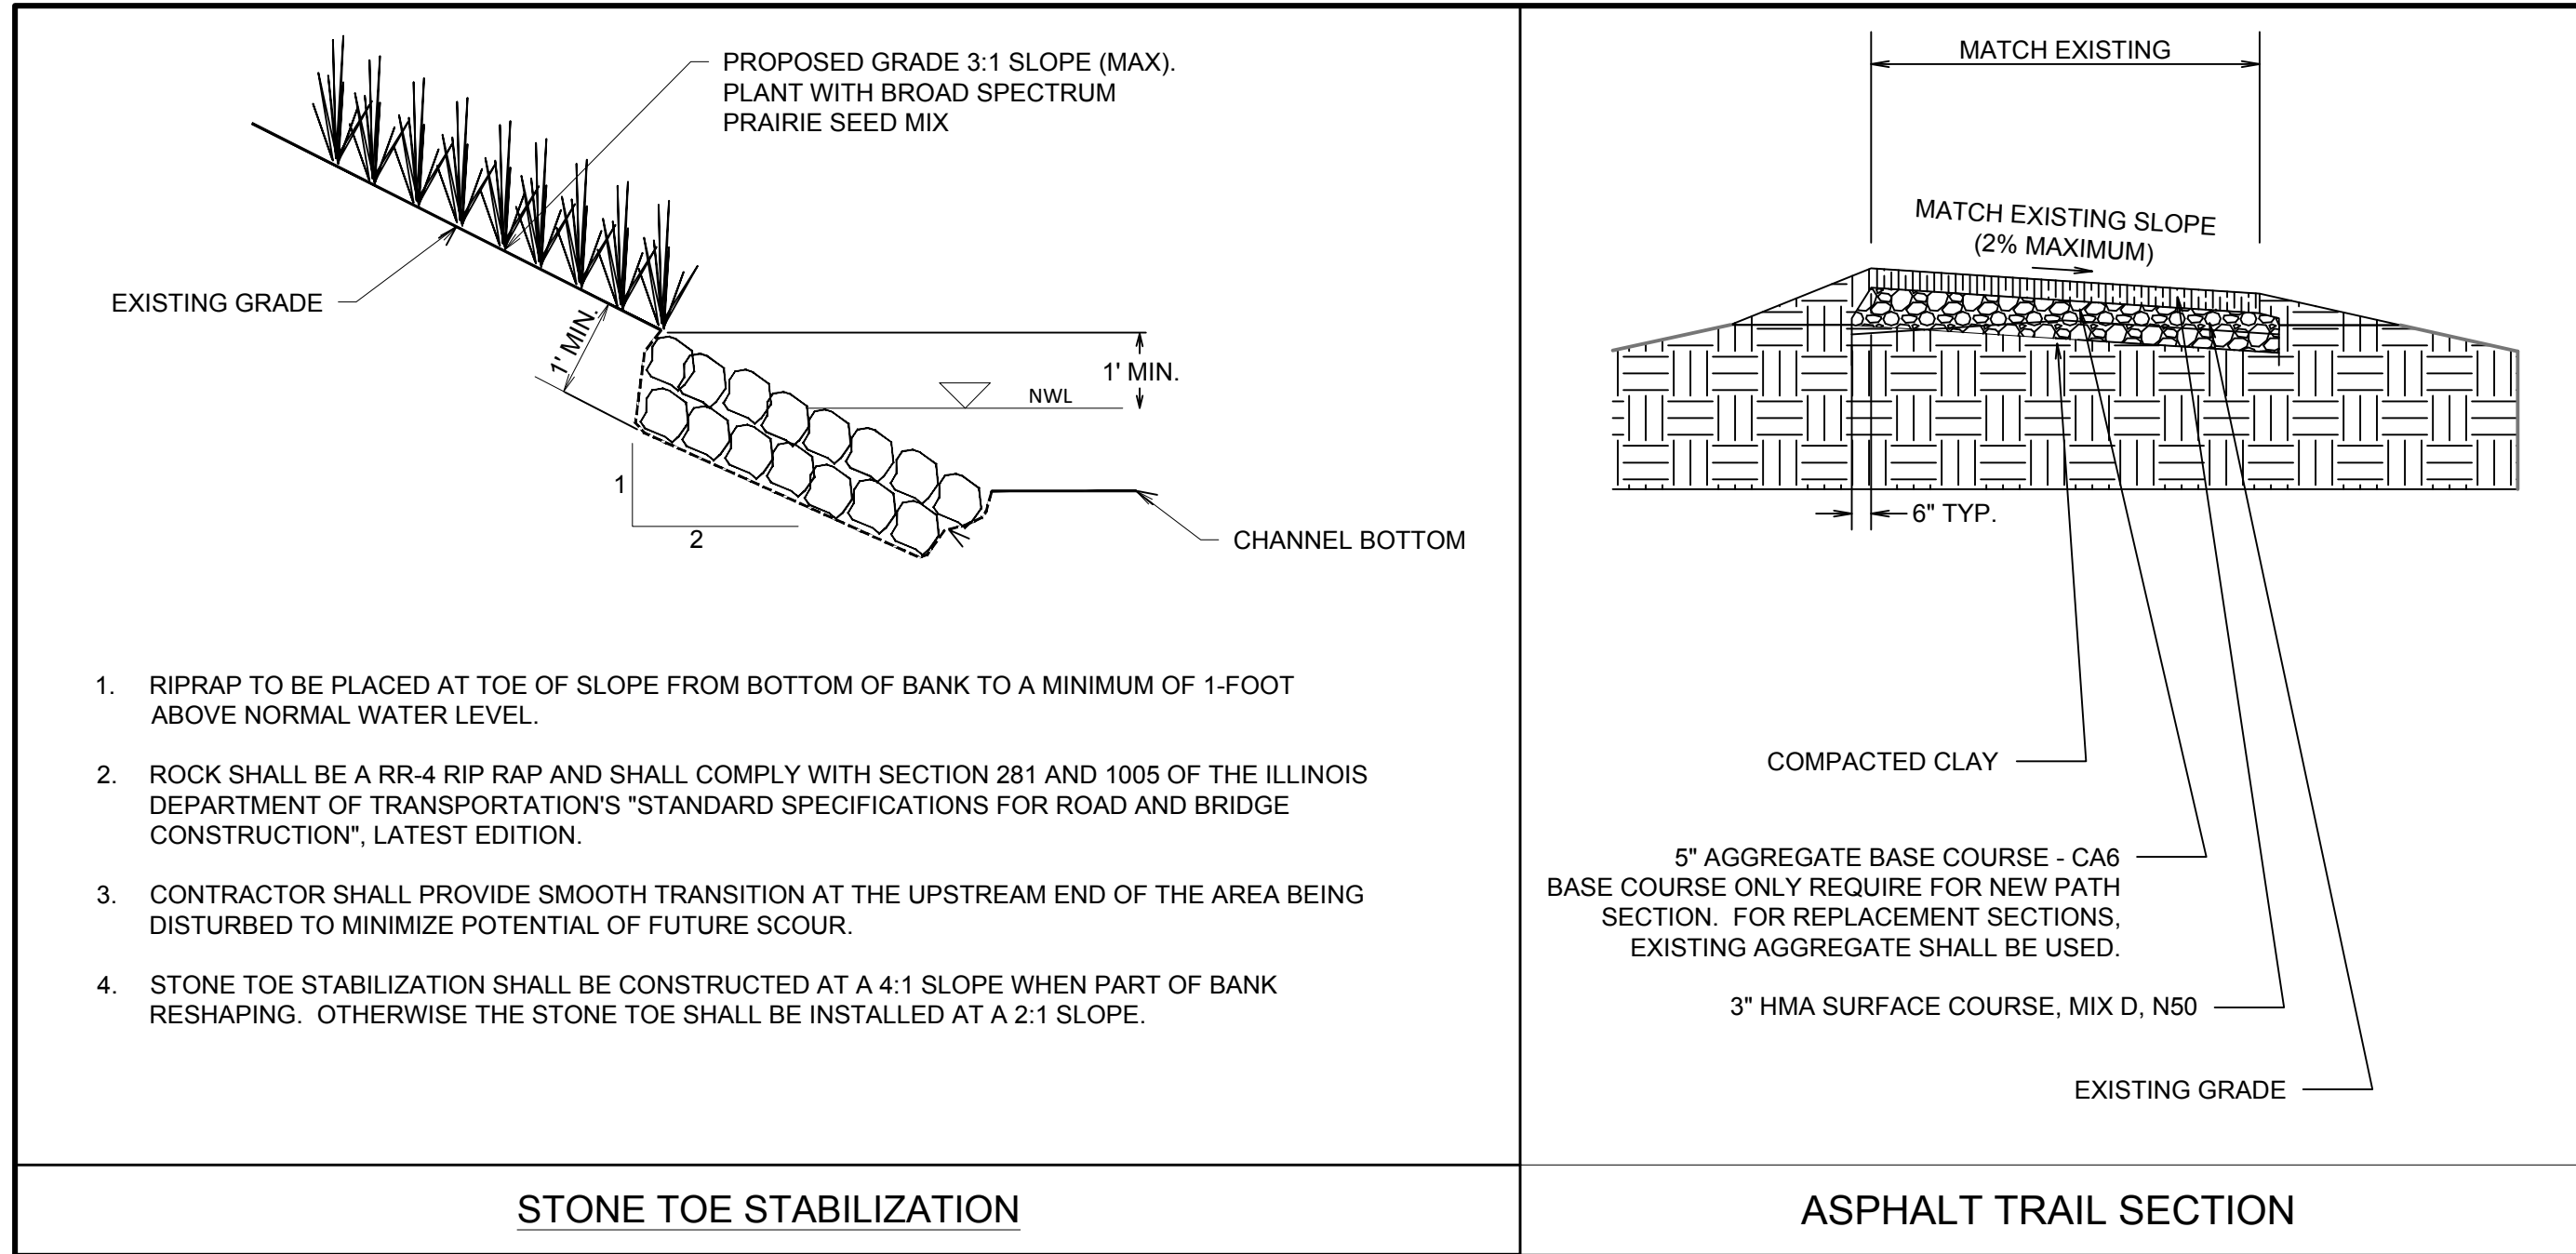 PROPOSED GRADE 3:1 SLOPE (MAX).
PLANT WITH BROAD SPECTRUM
PRAIRIE SEED MIX
EXISTING GRADE
1' MIN.
1' MIN.
NWL
1
2
CHANNEL BOTTOM
1. RIPRAP TO BE PLACED AT TOE OF SLOPE FROM BOTTOM OF BANK TO A MINIMUM OF 1-FOOT
ABOVE NORMAL WATER LEVEL.
2. ROCK SHALL BE A RR-4 RIP RAP AND SHALL COMPLY WITH SECTION 281 AND 1005 OF THE ILLINOIS
DEPARTMENT OF TRANSPORTATION'S "STANDARD SPECIFICATIONS FOR ROAD AND BRIDGE
CONSTRUCTION", LATEST EDITION.
3. CONTRACTOR SHALL PROVIDE SMOOTH TRANSITION AT THE UPSTREAM END OF THE AREA BEING
DISTURBED TO MINIMIZE POTENTIAL OF FUTURE SCOUR.
4. STONE TOE STABILIZATION SHALL BE CONSTRUCTED AT A 4:1 SLOPE WHEN PART OF BANK
RESHAPING. OTHERWISE THE STONE TOE SHALL BE INSTALLED AT A 2:1 SLOPE.
STONE TOE STABILIZATION
MATCH EXISTING
MATCH EXISTING SLOPE
(2% MAXIMUM)
6" TYP.
COMPACTED CLAY
5" AGGREGATE BASE COURSE - CA6
BASE COURSE ONLY REQUIRE FOR NEW PATH
SECTION. FOR REPLACEMENT SECTIONS,
EXISTING AGGREGATE SHALL BE USED.
3" HMA SURFACE COURSE, MIX D, N50
EXISTING GRADE
ASPHALT TRAIL SECTION